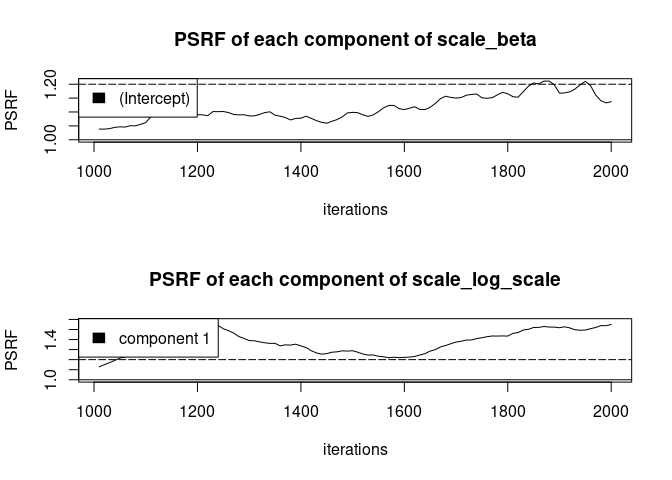 PSRF of each component of scale_beta
PSRF
1.00 1.20
(Intercept)
1000 1200 1400 1600 1800 2000
iterations
PSRF of each component of scale_log_scale
PSRF
1.0 1.4
component 1
1000 1200 1400 1600 1800 2000
iterations